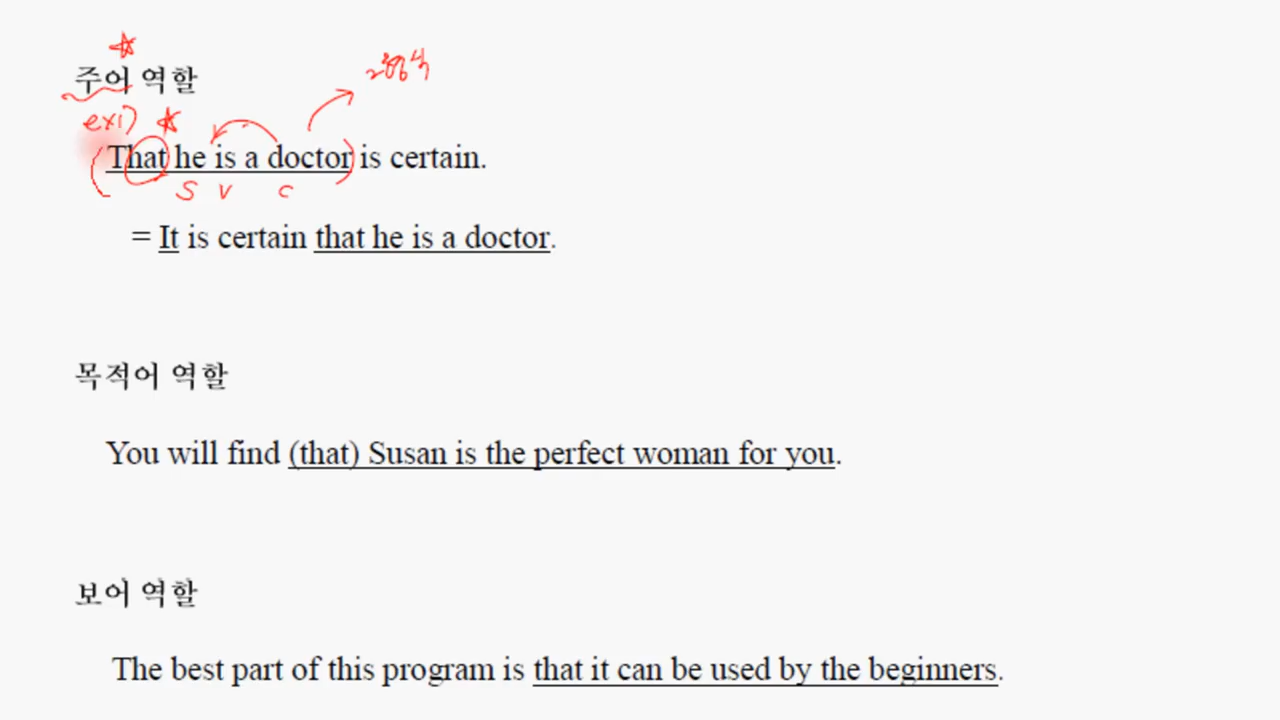 주어 역할
ex1)
That he is a doctor is certain.
S V C
= It is certain that he is a doctor.
목적어 역할
You will find (that) Susan is the perfect woman for you.
보어 역할
The best part of this program is that it can be used by the beginners.